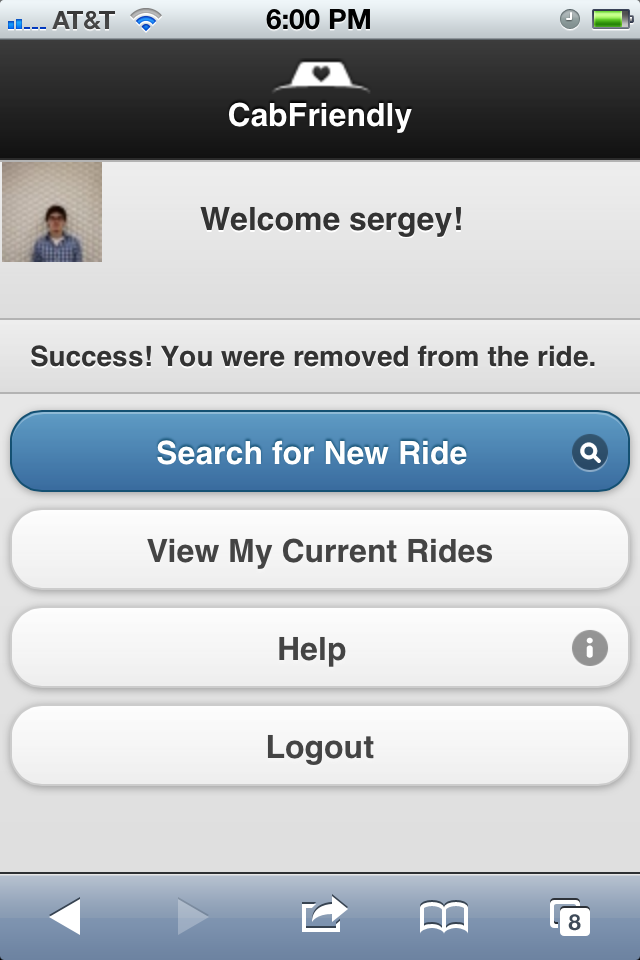 AT&T 6:00 PM
CabFriendly
Welcome sergey!
Success! You were removed from the ride.
Search for New Ride
View My Current Rides
Help
Logout
8